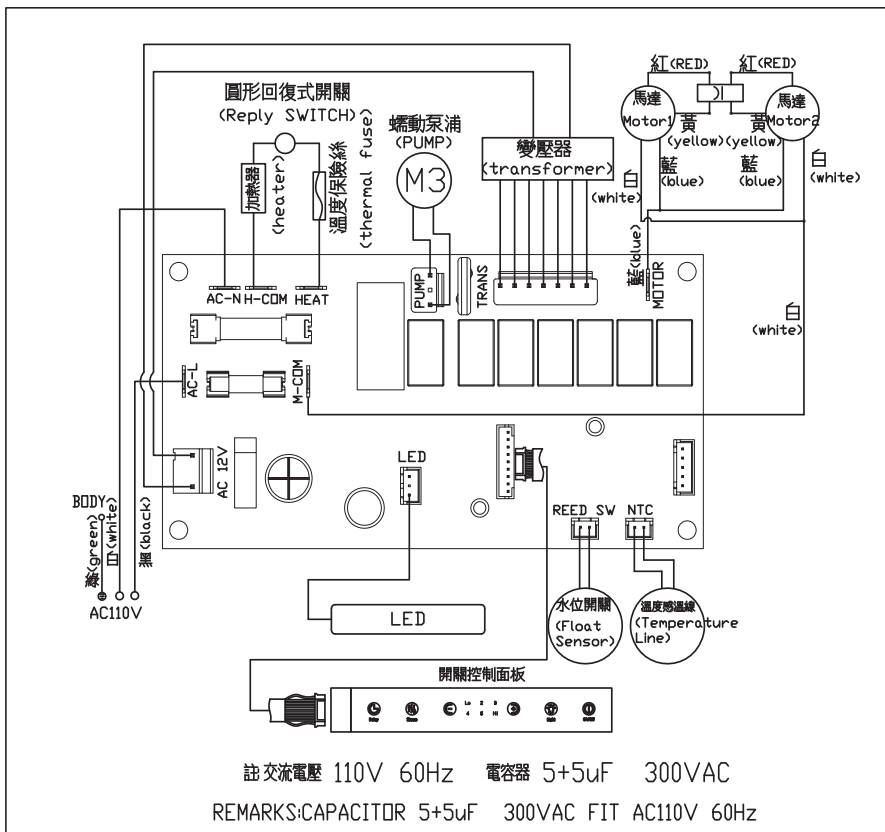 紅(RED)
紅(RED)
圓形回復式開關
(Reply SWITCH)
蠕動泵浦
(PUMP)
馬達
Motor1
馬達
Motor2
黃
(yellow)
黃
(yellow)
變壓器
(transformer)
加熱器
(heater)
溫度保險絲
(thermal fuse)
M3
藍
(blue)
藍
(blue)
白
(white)
白
(white)
藍(blue)
AC-N
H-COM
HEAT
PUMP
TRANS
MOTOR
白
(white)
AC-L
M-COM
AC 12V
LED
BODY
綠(green)
白(white)
黑(black)
AC110V
REED SW
NTC
水位開關
(Float
Sensor)
溫度感溫線
(Temperature
Line)
LED
開關控制面板
Lo 2 3
4 5 Hi
註 交流電壓 110V 60Hz 電容器 5+5uF 300VAC
REMARKS:CAPACITOR 5+5uF 300VAC FIT AC110V 60Hz